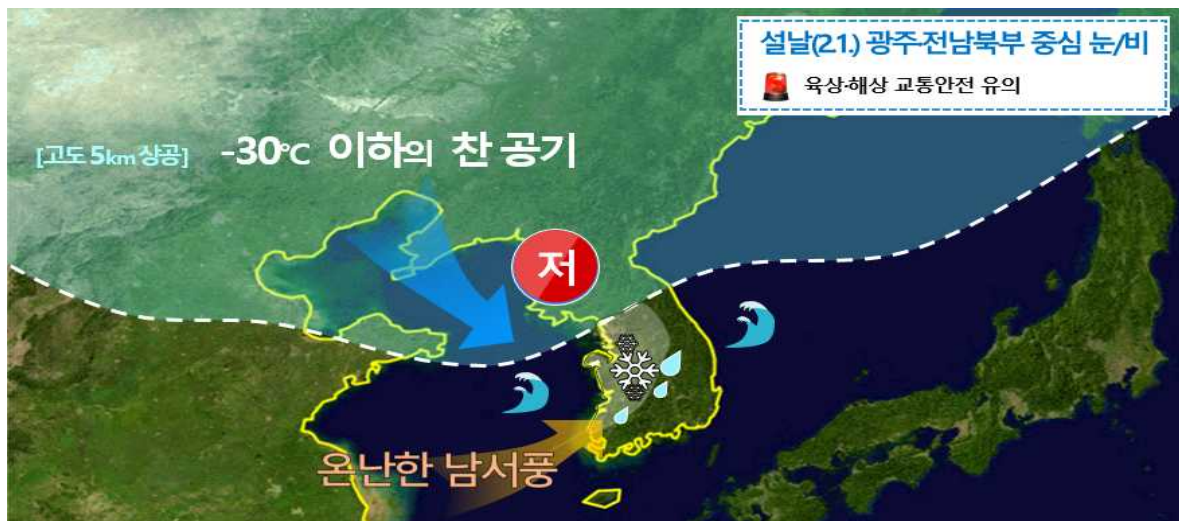 설날(2.1.) 광주·전남북부 중심 눈/비
육상·해상 교통안전 유의
[고도 5km 상공] -30℃ 이하의 찬 공기
저
온난한 남서풍